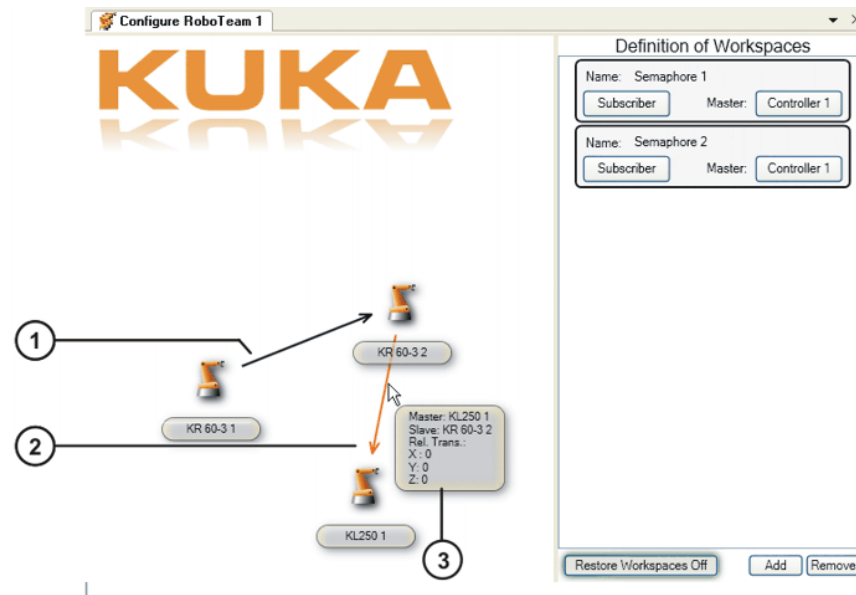 Configure RoboTeam 1
KUKA
Definition of Workspaces
Name: Semaphore 1
Subscriber Master: Controller 1
Name: Semaphore 2
Subscriber Master: Controller 1
1
KR 60-3 2
KR 60-3 1
Master: KL250 1
Slave: KR 60-3 2
Rel. Trans.:
X : 0
Y: 0
Z: 0
2
KL250 1
3
Restore Workspaces Off Add Remove